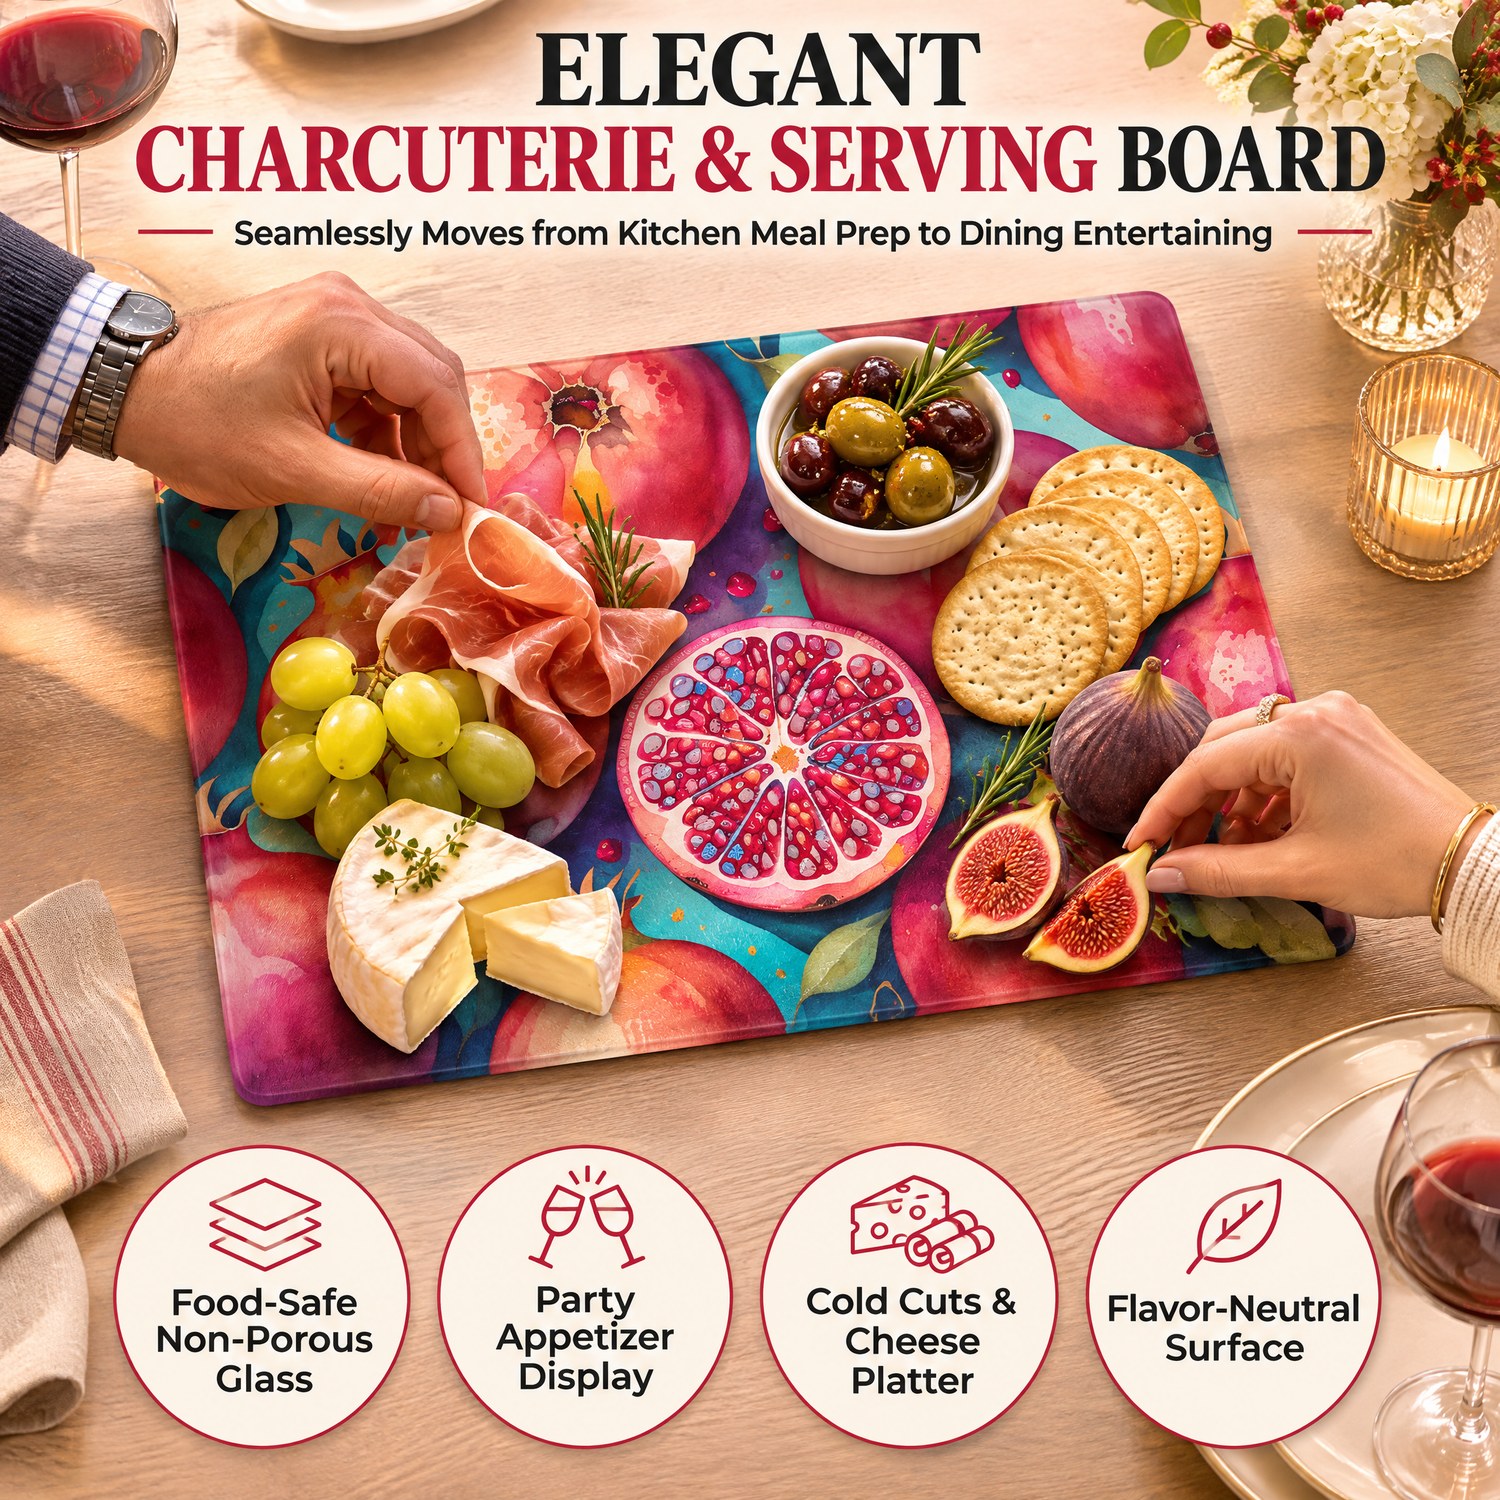 ELEGANT
CHARCUTERIE & SERVING BOARD
Seamlessly Moves from Kitchen Meal Prep to Dining Entertaining
Food-Safe
Non-Porous
Glass
Party
Appetizer
Display
Cold Cuts &
Cheese
Platter
Flavor-Neutral
Surface